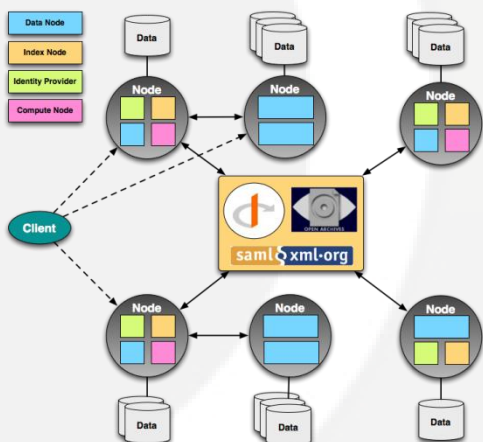 Data Node
Index Node
Identity Provider
Compute Node
Data
Data
Data
Node
Node
Node
Client
OPEN ARCHIVES
saml xml·org
Node
Node
Node
Data
Data
Data